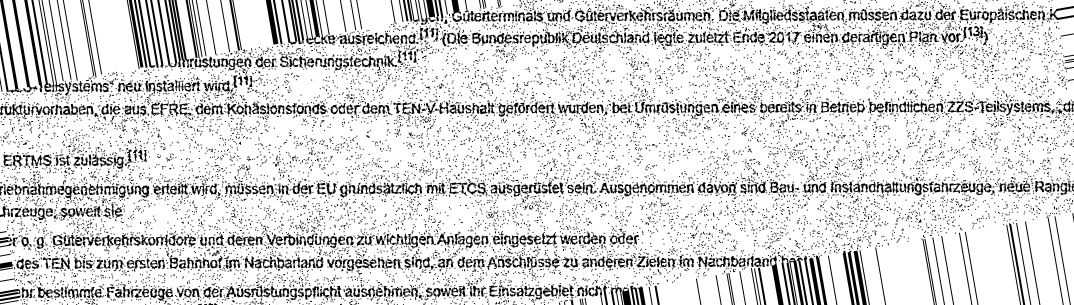 Güterterminals und Güterverkehrsräumen. Die Mitgliedsstaaten müssen dazu der Europäischen K
ecke ausreichend.[11] (Die Bundesrepublik Deutschland legte zuletzt Ende 2017 einen derartigen Plan vor.[13])
Umrüstungen der Sicherungstechnik.[11]
-Teilsystems" neu installiert wird.[11]
rukturvorhaben, die aus EFRE, dem Kohäsionsfonds oder dem TEN-V-Haushalt gefördert wurden, bei Umrüstungen eines bereits in Betrieb befindlichen ZZS-Teilsystems,
ERTMS ist zulässig.[11]
riebnahmegenehmigung erteilt wird, müssen in der EU grundsätzlich mit ETCS ausgerüstet sein. Ausgenommen davon sind Bau- und Instandhaltungsfahrzeuge, neue Rangie
hrzeuge, soweit sie
er o. g. Güterverkehrskorridore und deren Verbindungen zu wichtigen Anlagen eingesetzt werden oder
des TEN bis zum ersten Bahnhof im Nachbarland vorgesehen sind, an dem Anschlüsse zu anderen Zielen im Nachbarland
hr bestimmte Fahrzeuge von der Ausrüstungspflicht ausnehmen, soweit ihr Einsatzgebiet nicht